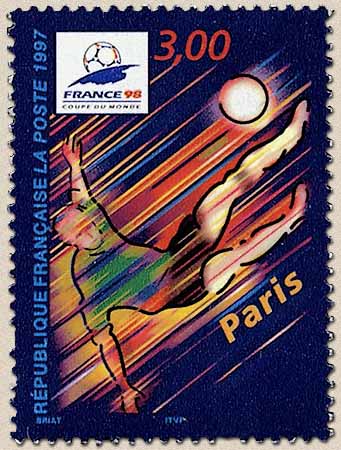 3,00
FRANCE 98
COUPE DU MONDE
RÉPUBLIQUE FRANÇAISE LA POSTE 1997
Paris
BRIAT
ITVF